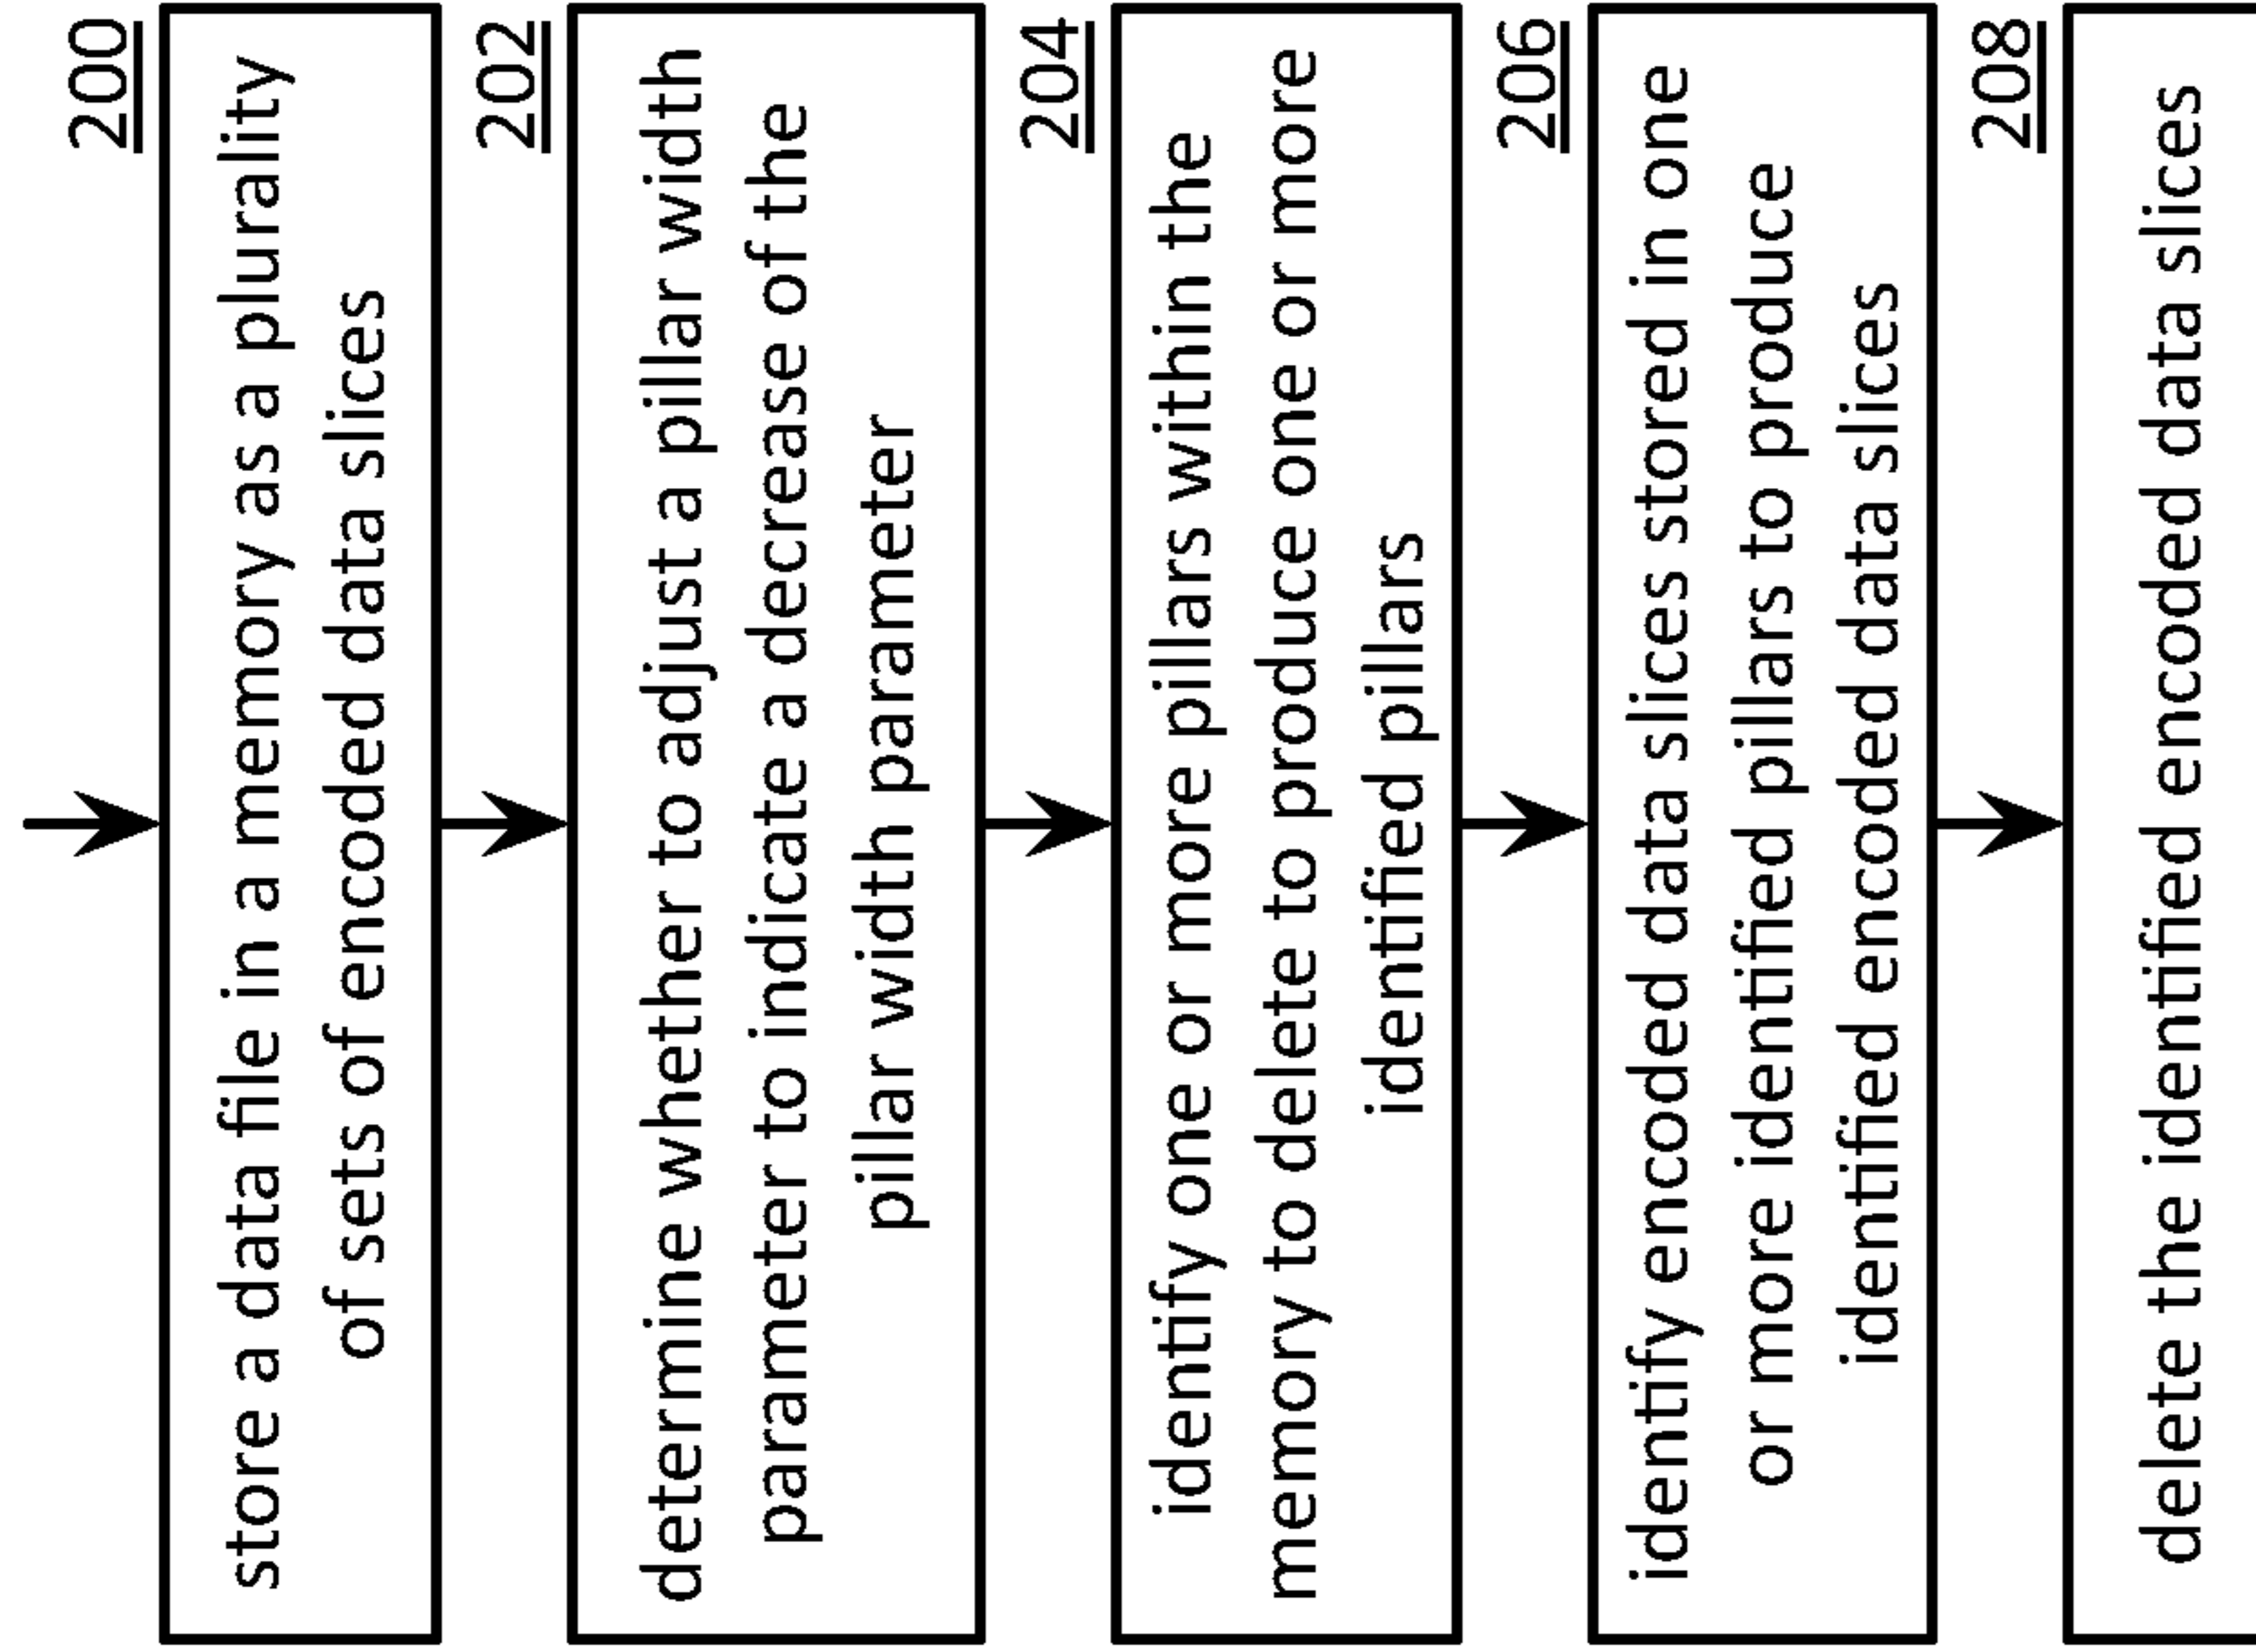 200
store a data file in a memory as a plurality
of sets of encoded data slices
202
determine whether to adjust a pillar width
parameter to indicate a decrease of the
pillar width parameter
204
identify one or more pillars within the
memory to delete to produce one or more
identified pillars
206
identify encoded data slices stored in one
or more identified pillars to produce
identified encoded data slices
208
delete the identified encoded data slices